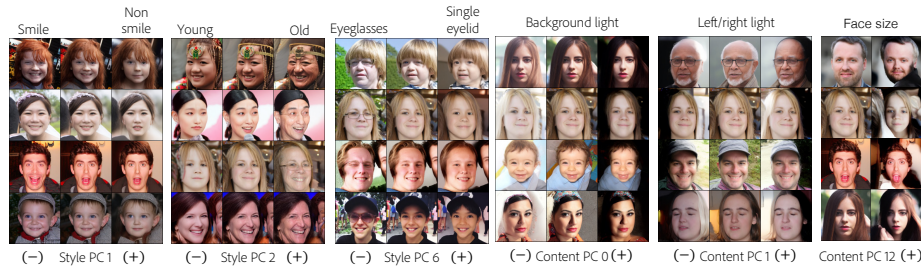 Smile
Non
smile
Young
Old
Eyeglasses
Single
eyelid
Background light
Left/right light
Face size
(−) Style PC 1 (+)
(−) Style PC 2 (+)
(−) Style PC 6 (+)
(−) Content PC 0 (+)
(−) Content PC 1 (+)
Content PC 12 (+)